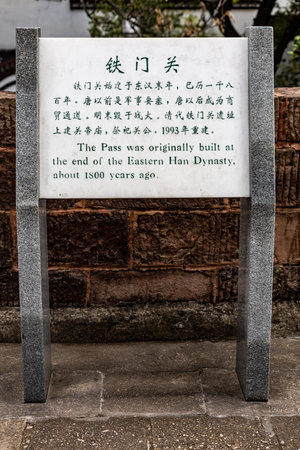 铁门关
铁门关始建于东汉末年，已历一千八
百年。唐以前是军事要塞，唐以后成为商
贸通道。明末毁于战火。清代铁门关遗址
上建关帝庙，祭祀关公。1993年重建。
The Pass was originally built at
the end of the Eastern Han Dynasty,
about 1800 years ago.